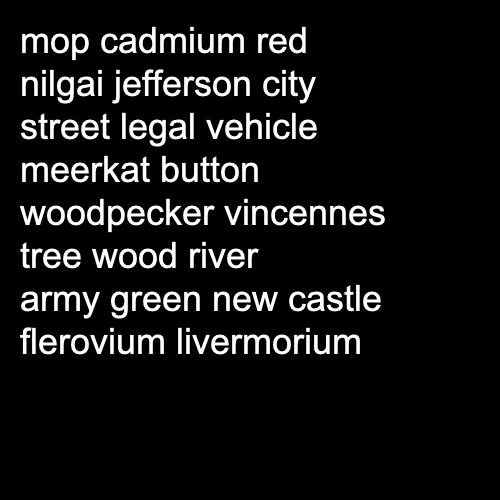 mop cadmium red
nilgai jefferson city
street legal vehicle
meerkat button
woodpecker vincennes
tree wood river
army green new castle
flerovium livermorium